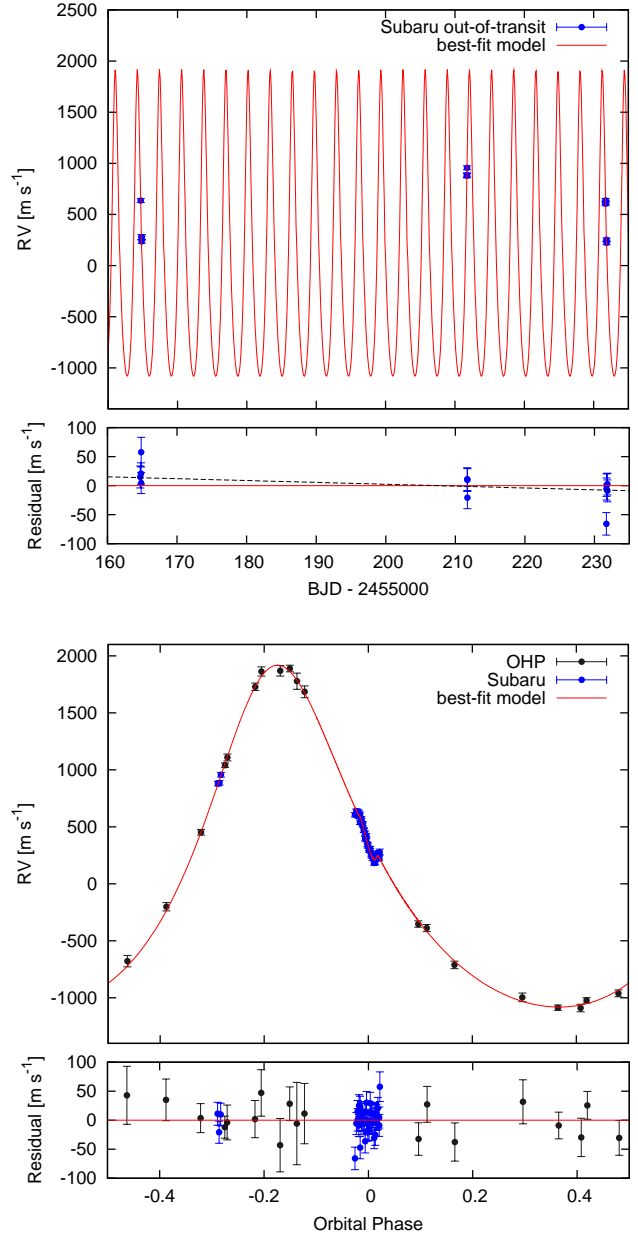 Subaru out-of-transit
best-fit model
2500
2000
1500
1000
500
0
-500
-1000
RV [m s⁻¹]
100
50
0
-50
-100
Residual [m s⁻¹]
160 170 180 190 200 210 220 230
BJD - 2455000
OHP
Subaru
best-fit model
2000
1500
1000
500
0
-500
-1000
RV [m s⁻¹]
100
50
0
-50
-100
Residual [m s⁻¹]
-0.4 -0.2 0 0.2 0.4
Orbital Phase